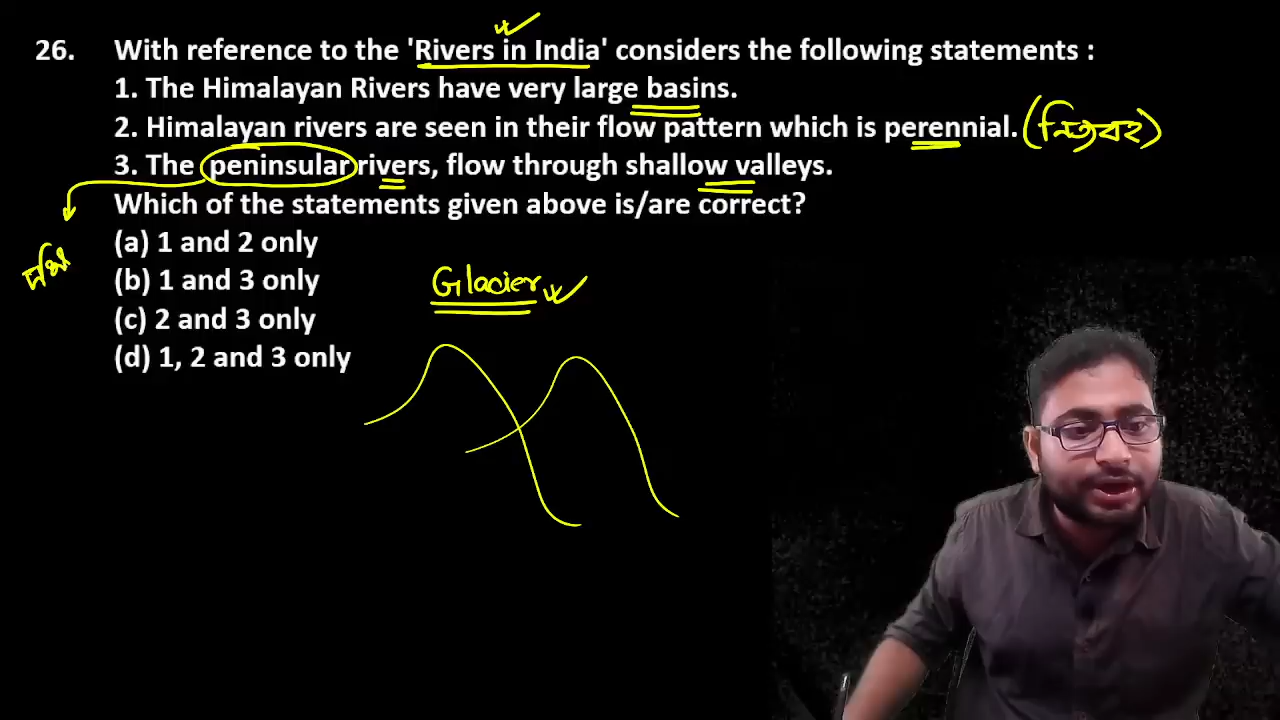 26. With reference to the 'Rivers in India' considers the following statements :
1. The Himalayan Rivers have very large basins.
2. Himalayan rivers are seen in their flow pattern which is perennial. (নিত্যবহ)
3. The peninsular rivers, flow through shallow valleys.
Which of the statements given above is/are correct?
(a) 1 and 2 only
(b) 1 and 3 only
Glacier
(c) 2 and 3 only
(d) 1, 2 and 3 only